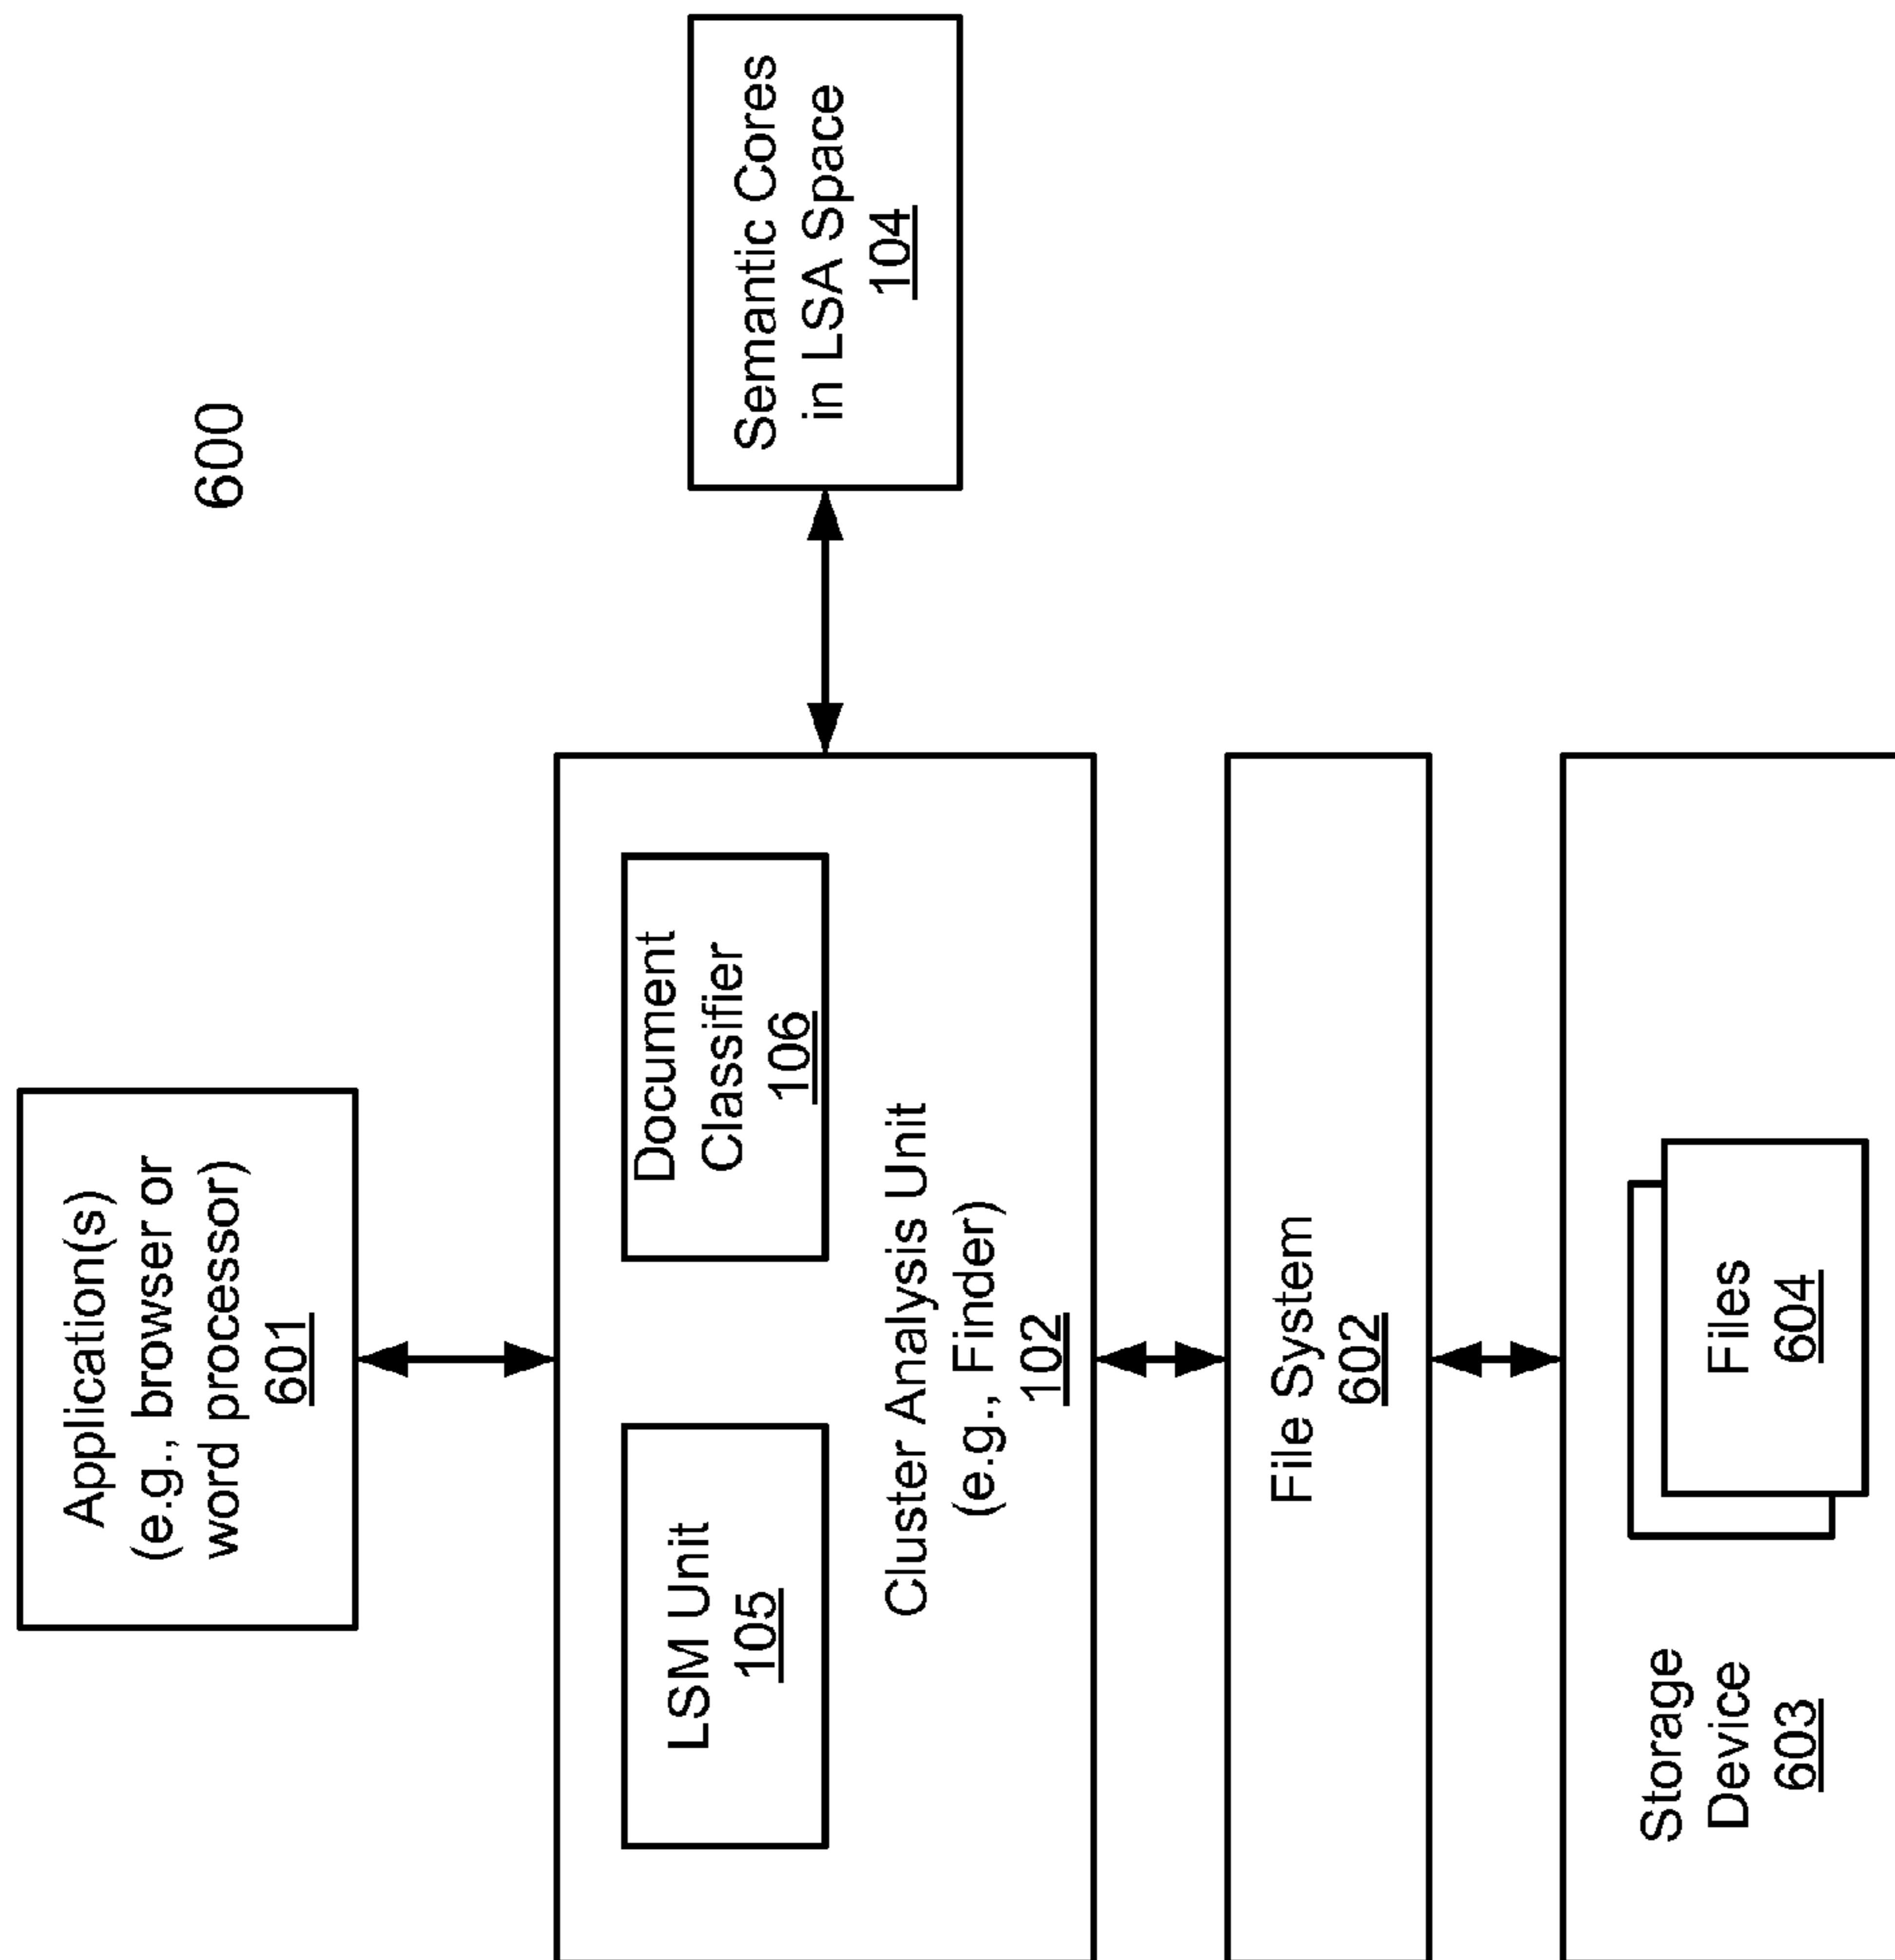 600
Application(s)
(e.g., browser or
word processor)
601
LSM Unit
105
Document
Classifier
106
Cluster Analysis Unit
(e.g., Finder)
102
Semantic Cores
in LSA Space
104
File System
602
Storage
Device
603
Files
604